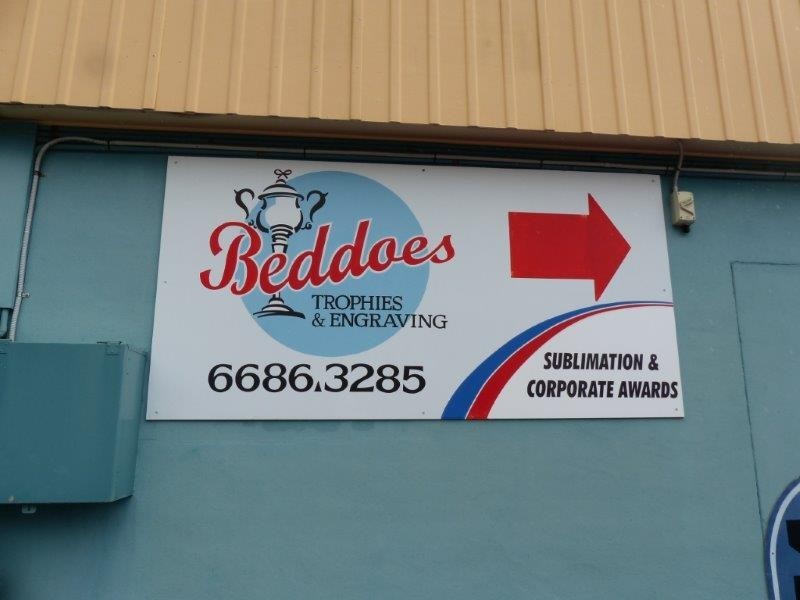 Beddoes
TROPHIES
& ENGRAVING
6686.3285
SUBLIMATION &
CORPORATE AWARDS